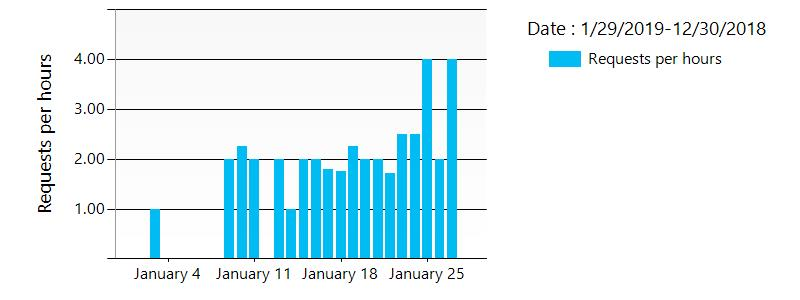 Date : 1/29/2019-12/30/2018
Requests per hours
Requests per hours
4.00
3.00
2.00
1.00
January 4
January 11
January 18
January 25